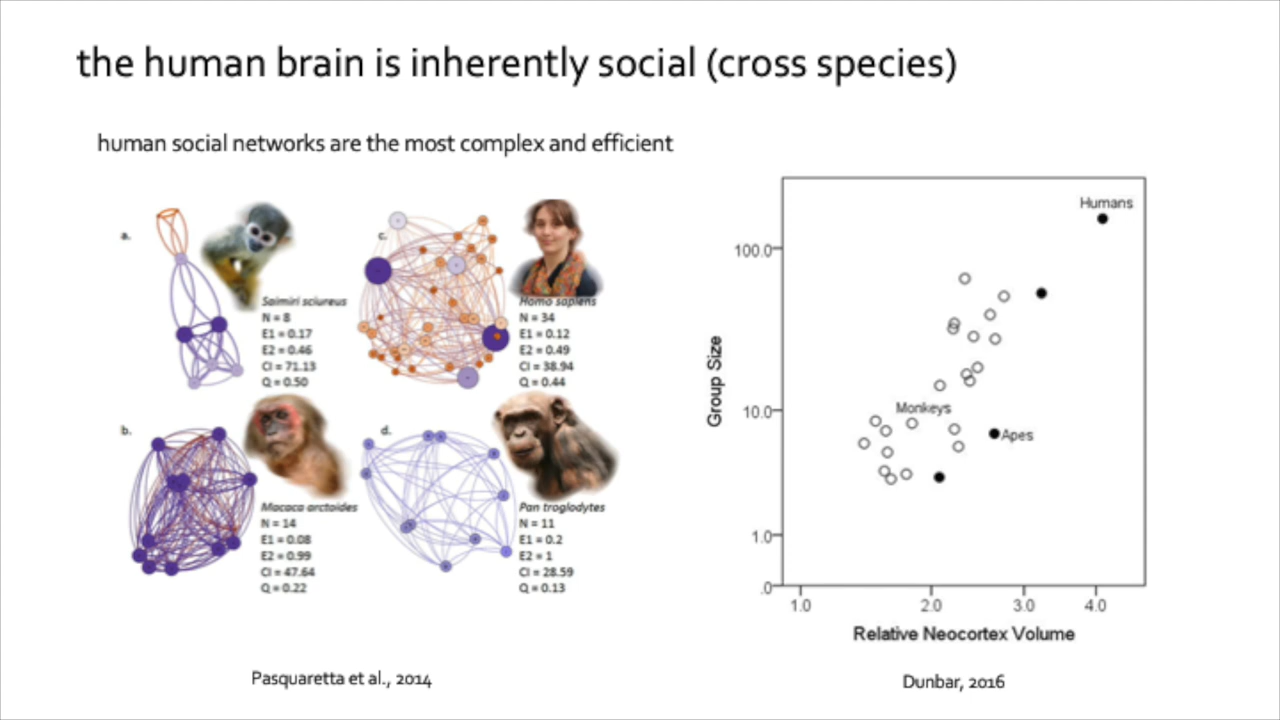 the human brain is inherently social (cross species)
human social networks are the most complex and efficient
a.
Saimiri sciureus
N = 8
E1 = 0.17
E2 = 0.46
CI = 71.13
Q = 0.50
c.
Homo sapiens
N = 34
E1 = 0.12
E2 = 0.49
CI = 38.94
Q = 0.44
b.
Macaca arctoides
N = 14
E1 = 0.08
E2 = 0.99
CI = 47.64
Q = 0.22
d.
Pan troglodytes
N = 11
E1 = 0.2
E2 = 1
CI = 28.59
Q = 0.13
Pasquaretta et al., 2014
Humans
100.0
Group Size
10.0
Monkeys
Apes
1.0
.0
1.0 2.0 3.0 4.0
Relative Neocortex Volume
Dunbar, 2016